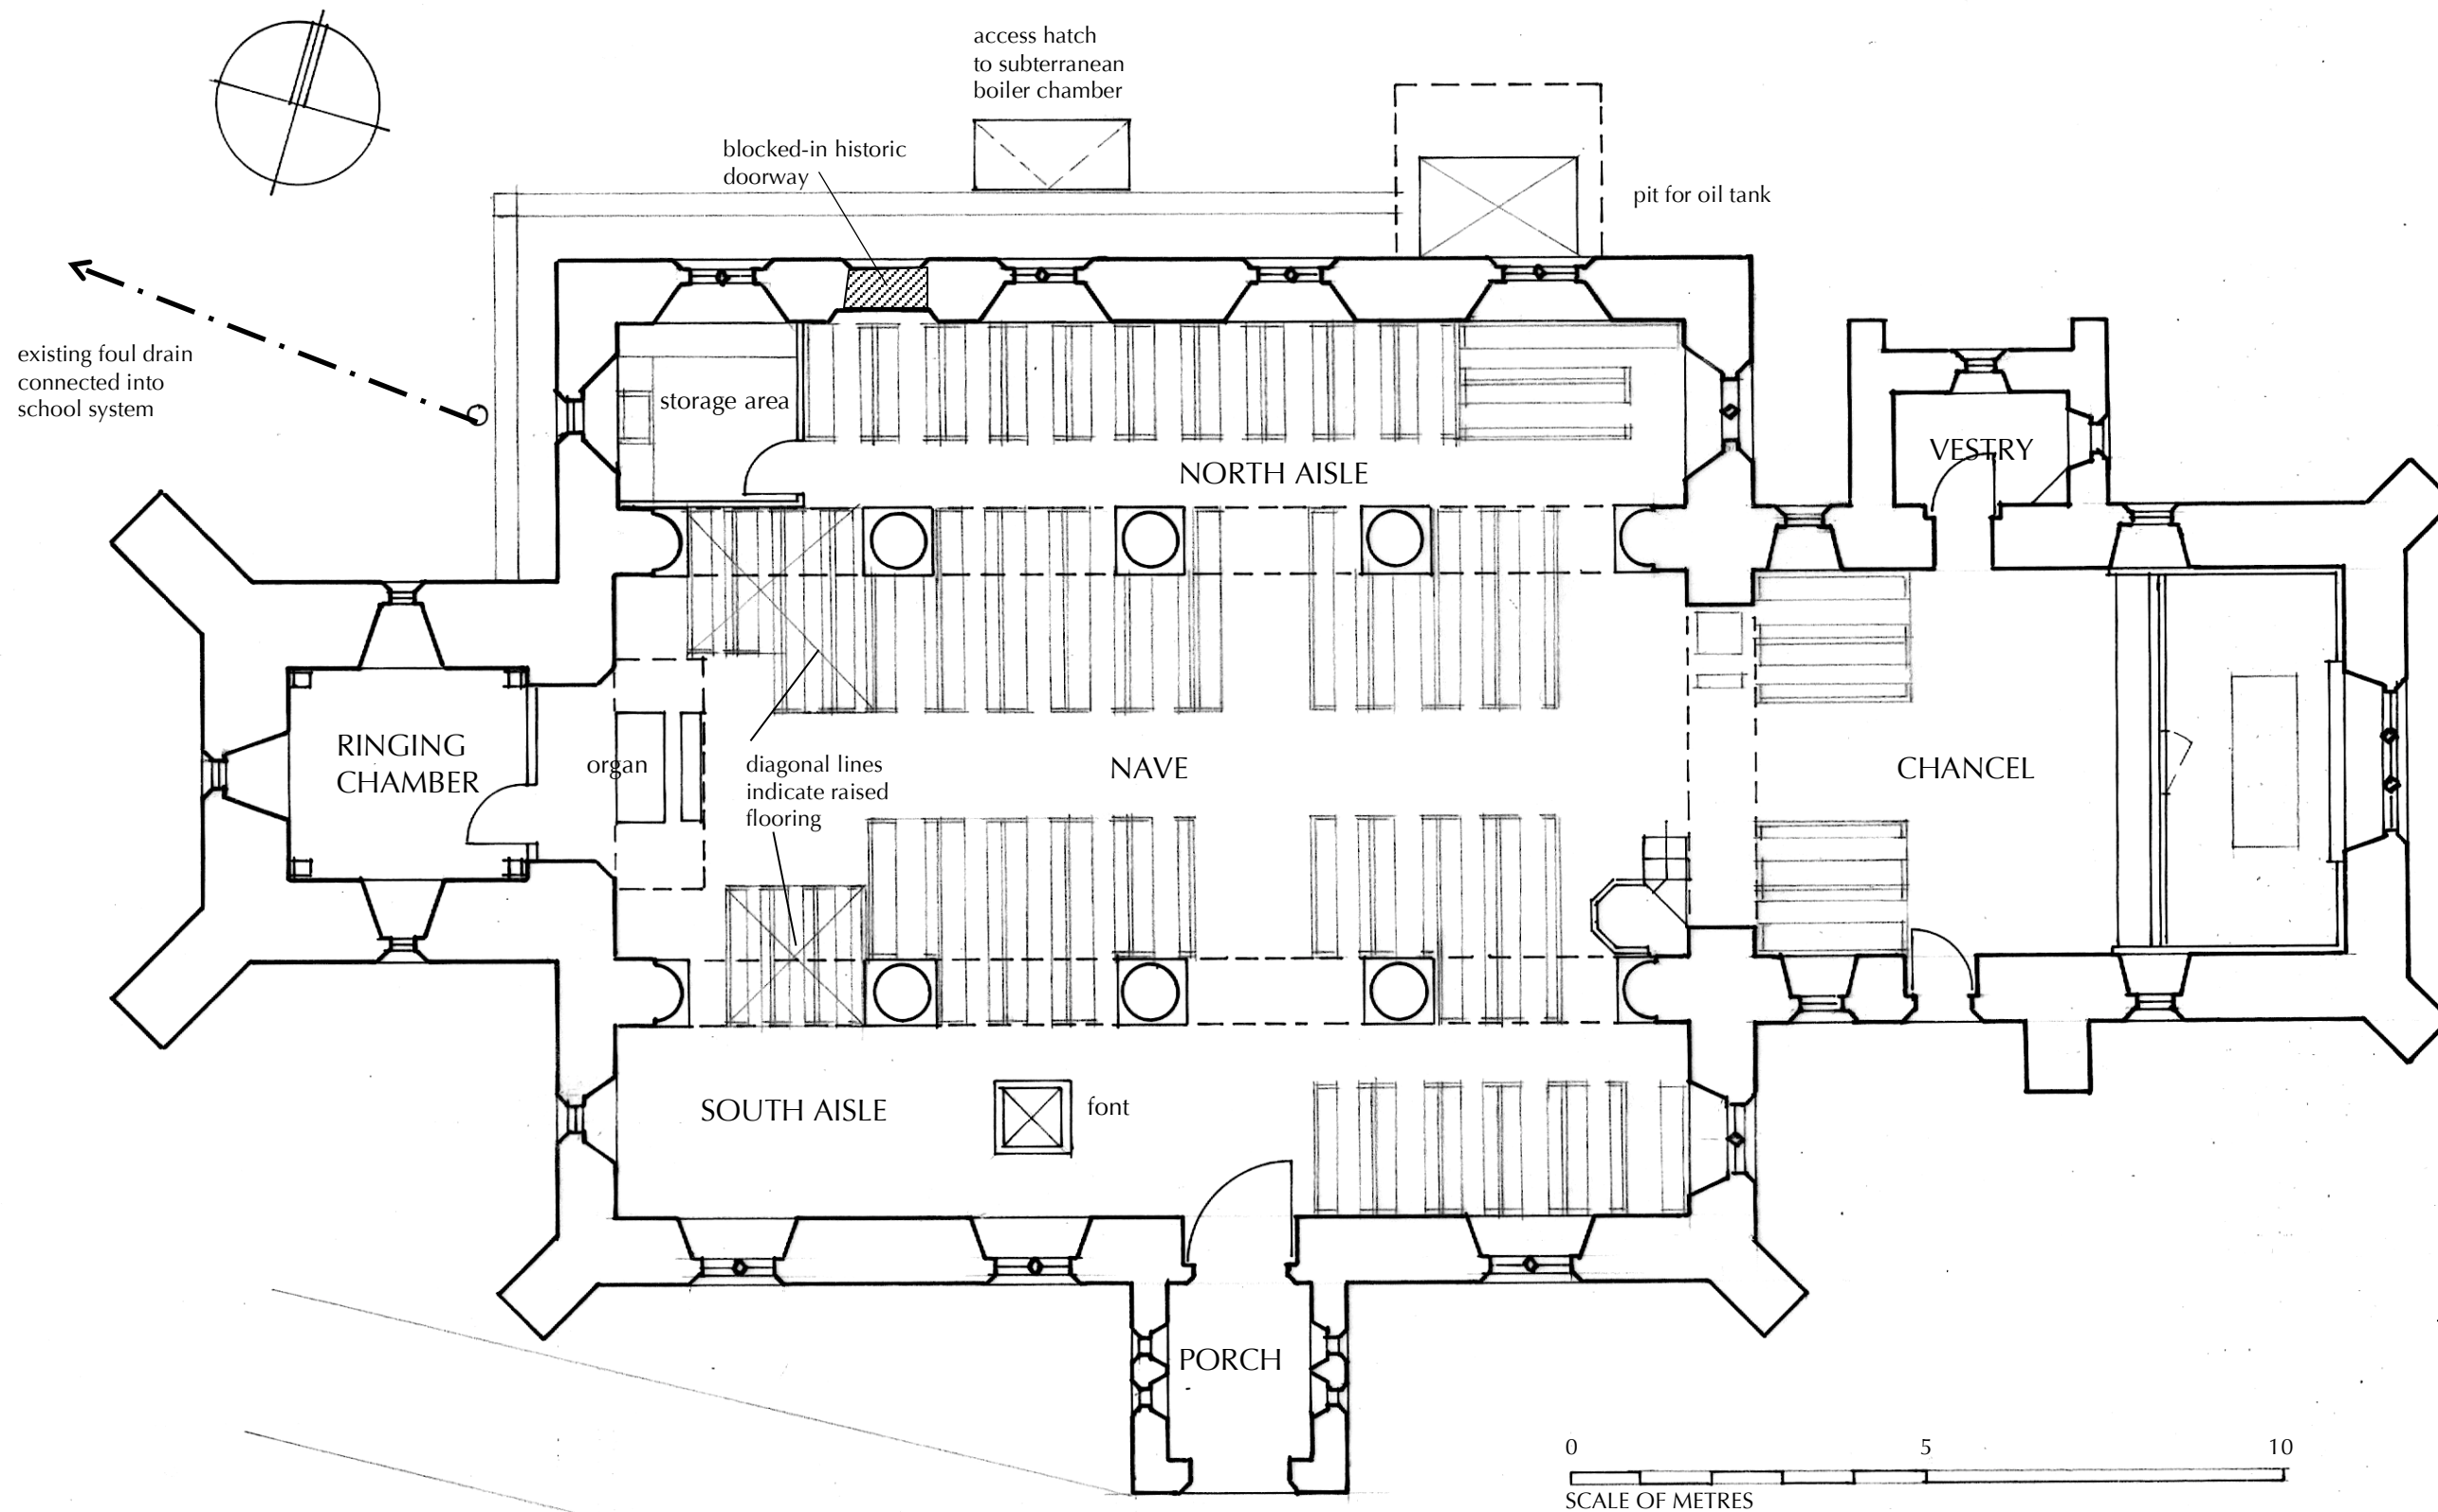 access hatch
to subterranean
boiler chamber
blocked-in historic
doorway
pit for oil tank
existing foul drain
connected into
school system
storage area
VESTRY
NORTH AISLE
RINGING
CHAMBER
organ
diagonal lines
indicate raised
flooring
NAVE
CHANCEL
SOUTH AISLE
font
PORCH
0 5 10
SCALE OF METRES